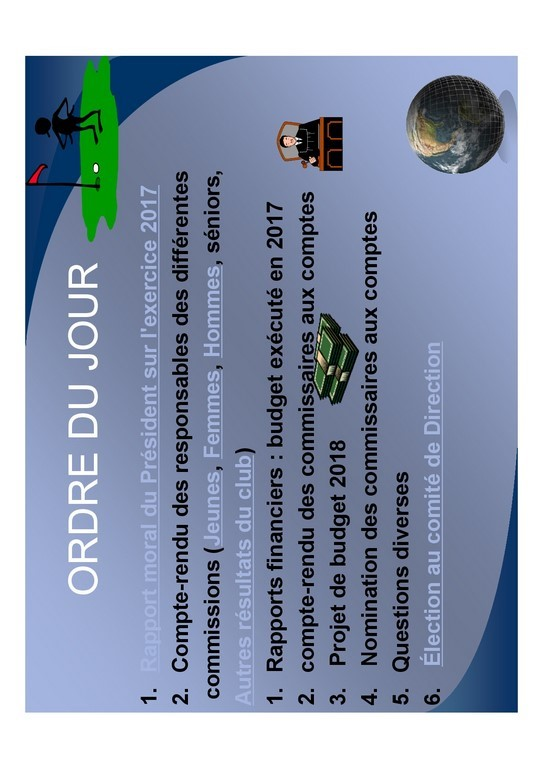 ORDRE DU JOUR
1. Rapport moral du Président sur l'exercice 2017
2. Compte-rendu des responsables des différentes
commissions (Jeunes, Femmes, Hommes, séniors,
Autres résultats du club)
1. Rapports financiers : budget exécuté en 2017
2. compte-rendu des commissaires aux comptes
3. Projet de budget 2018
4. Nomination des commissaires aux comptes
5. Questions diverses
6. Élection au comité de Direction